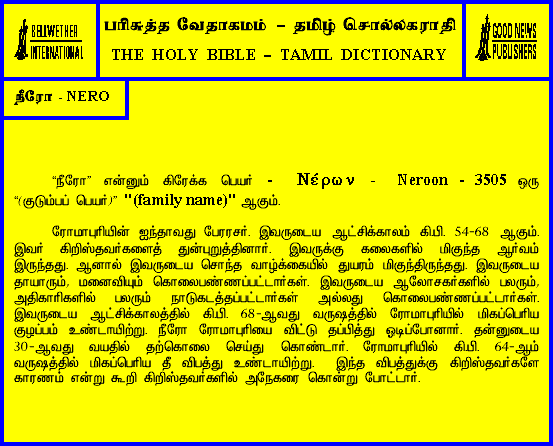 BELLWETHER
INTERNATIONAL
பரிசுத்த வேதாகமம் – தமிழ் சொல்லகராதி
THE HOLY BIBLE – TAMIL DICTIONARY
GOOD NEWS
PUBLISHERS
நீரோ - NERO
“நீரோ” என்னும் கிரேக்க பெயர் - Νέρων - Neroon - 3505 ஒரு
“(குடும்பப் பெயர்)” "(family name)" ஆகும்.
ரோமாபுரியின் ஐந்தாவது பேரரசர். இவருடைய ஆட்சிக்காலம் கி.பி. 54-68 ஆகும்.
இவர் கிறிஸ்தவர்களைத் துன்புறுத்தினார். இவருக்கு கலைகளில் மிகுந்த ஆர்வம்
இருந்தது. ஆனால் இவருடைய சொந்த வாழ்க்கையில் துயரம் மிகுந்திருந்தது. இவருடைய
தாயாரும், மனைவியும் கொலைபண்ணப்பட்டார்கள். இவருடைய ஆலோசகர்களில் பலரும்,
அதிகாரிகளில் பலரும் நாடுகடத்தப்பட்டார்கள் அல்லது கொலைபண்ணப்பட்டார்கள்.
இவருடைய ஆட்சிக்காலத்தில் கி.பி. 68-ஆவது வருஷத்தில் ரோமாபுரியில் மிகப்பெரிய
குழப்பம் உண்டாயிற்று. நீரோ ரோமாபுரியை விட்டு தப்பித்து ஓடிப்போனார். தன்னுடைய
30-ஆவது வயதில் தற்கொலை செய்து கொண்டார். ரோமாபுரியில் கி.பி. 64-ஆம்
வருஷத்தில் மிகப்பெரிய தீ விபத்து உண்டாயிற்று. இந்த விபத்துக்கு கிறிஸ்தவர்களே
காரணம் என்று கூறி கிறிஸ்தவர்களில் அநேகரை கொன்று போட்டார்.